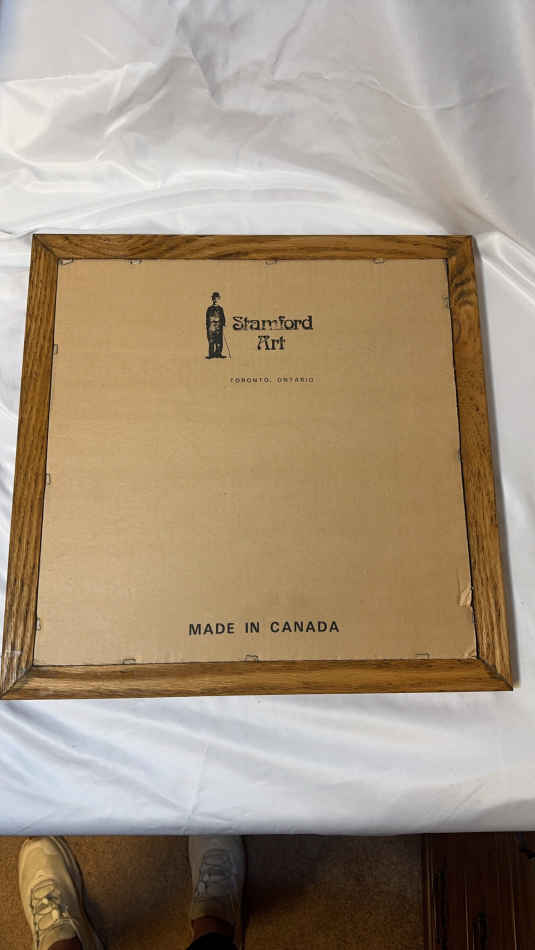 Stamford
Art
TORONTO, ONTARIO
MADE IN CANADA